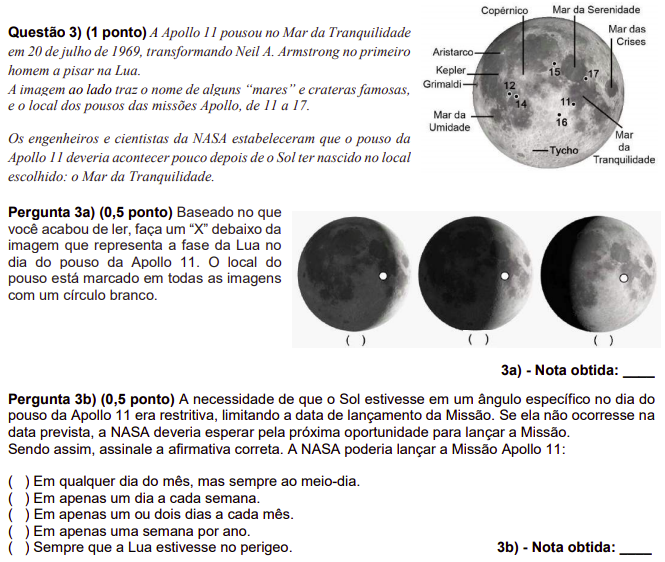 Questão 3) (1 ponto) A Apollo 11 pousou no Mar da Tranquilidade
em 20 de julho de 1969, transformando Neil A. Armstrong no primeiro
homem a pisar na Lua.
A imagem ao lado traz o nome de alguns “mares” e crateras famosas,
e o local dos pousos das missões Apollo, de 11 a 17.
Os engenheiros e cientistas da NASA estabeleceram que o pouso da
Apollo 11 deveria acontecer pouco depois de o Sol ter nascido no local
escolhido: o Mar da Tranquilidade.
Copérnico
Mar da Serenidade
Mar das
Crises
Aristarco
Kepler
Grimaldi
15
17
12
14
11
16
Mar da
Umidade
Mar
da
Tranquilidade
Tycho
Pergunta 3a) (0,5 ponto) Baseado no que
você acabou de ler, faça um “X” debaixo da
imagem que representa a fase da Lua no
dia do pouso da Apollo 11. O local do
pouso está marcado em todas as imagens
com um círculo branco.
( ) ( ) ( )
3a) - Nota obtida: ____
Pergunta 3b) (0,5 ponto) A necessidade de que o Sol estivesse em um ângulo específico no dia do
pouso da Apollo 11 era restritiva, limitando a data de lançamento da Missão. Se ela não ocorresse na
data prevista, a NASA deveria esperar pela próxima oportunidade para lançar a Missão.
Sendo assim, assinale a afirmativa correta. A NASA poderia lançar a Missão Apollo 11:
( ) Em qualquer dia do mês, mas sempre ao meio-dia.
( ) Em apenas um dia a cada semana.
( ) Em apenas um ou dois dias a cada mês.
( ) Em apenas uma semana por ano.
( ) Sempre que a Lua estivesse no perigeo.
3b) - Nota obtida: ____